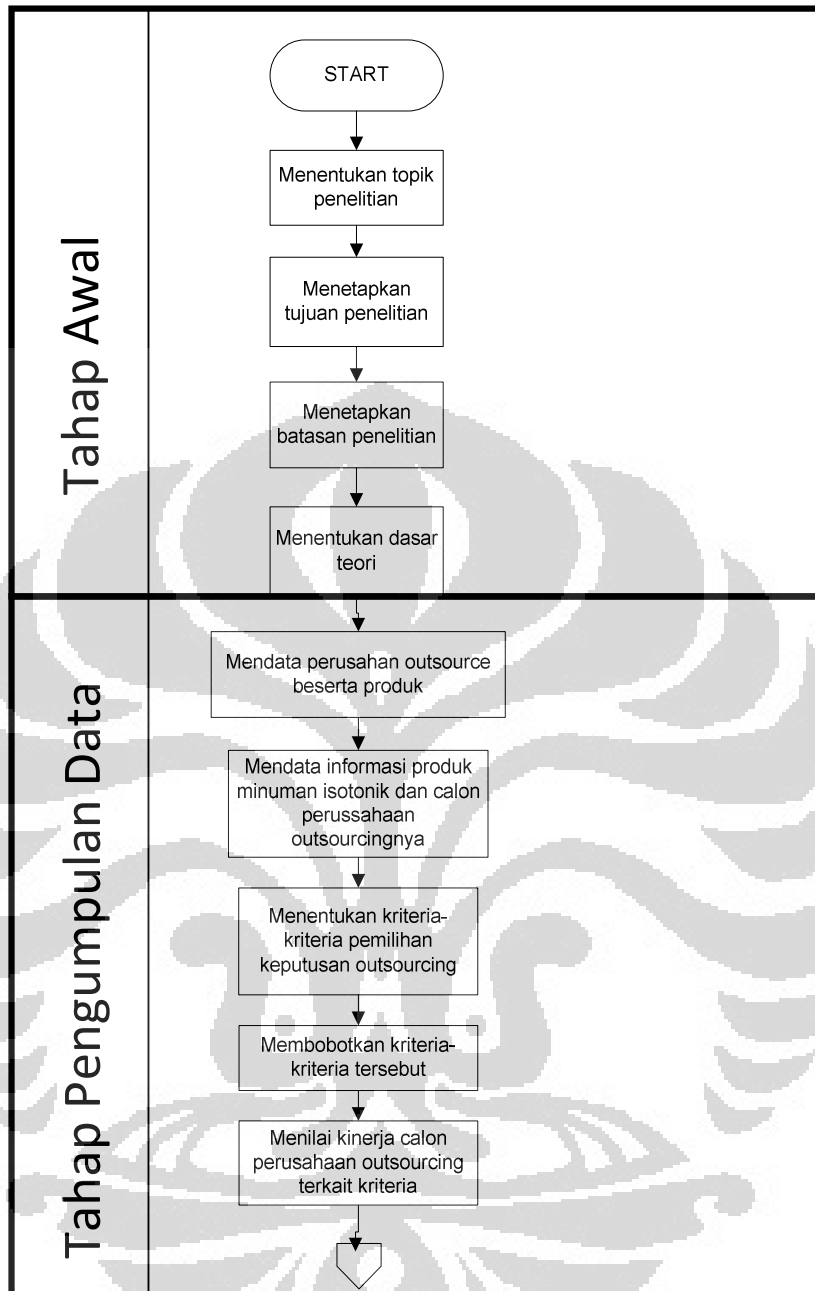 Tahap Awal
START
Menentukan topik
penelitian
Menetapkan
tujuan penelitian
Menetapkan
batasan penelitian
Menentukan dasar
teori
Tahap Pengumpulan Data
Mendata perusahan outsource
beserta produk
Mendata informasi produk
minuman isotonik dan calon
perussahaan
outsourcingnya
Menentukan kriteria-
kriteria pemilihan
keputusan outsourcing
Membobotkan kriteria-
kriteria tersebut
Menilai kinerja calon
perusahaan outsourcing
terkait kriteria